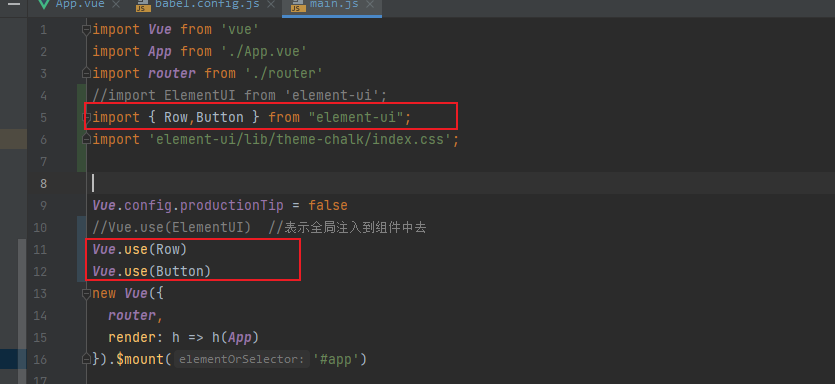 App.vue babel.config.js main.js
1 import Vue from 'vue'
2 import App from './App.vue'
3 import router from './router'
4 //import ElementUI from 'element-ui';
5 import { Row,Button } from "element-ui";
6 import 'element-ui/lib/theme-chalk/index.css';
7
8
9 Vue.config.productionTip = false
10 //Vue.use(ElementUI)  //表示全局注入到组件中去
11 Vue.use(Row)
12 Vue.use(Button)
13 new Vue({
14   router,
15   render: h => h(App)
16 }).$mount( elementOrSelector: '#app')